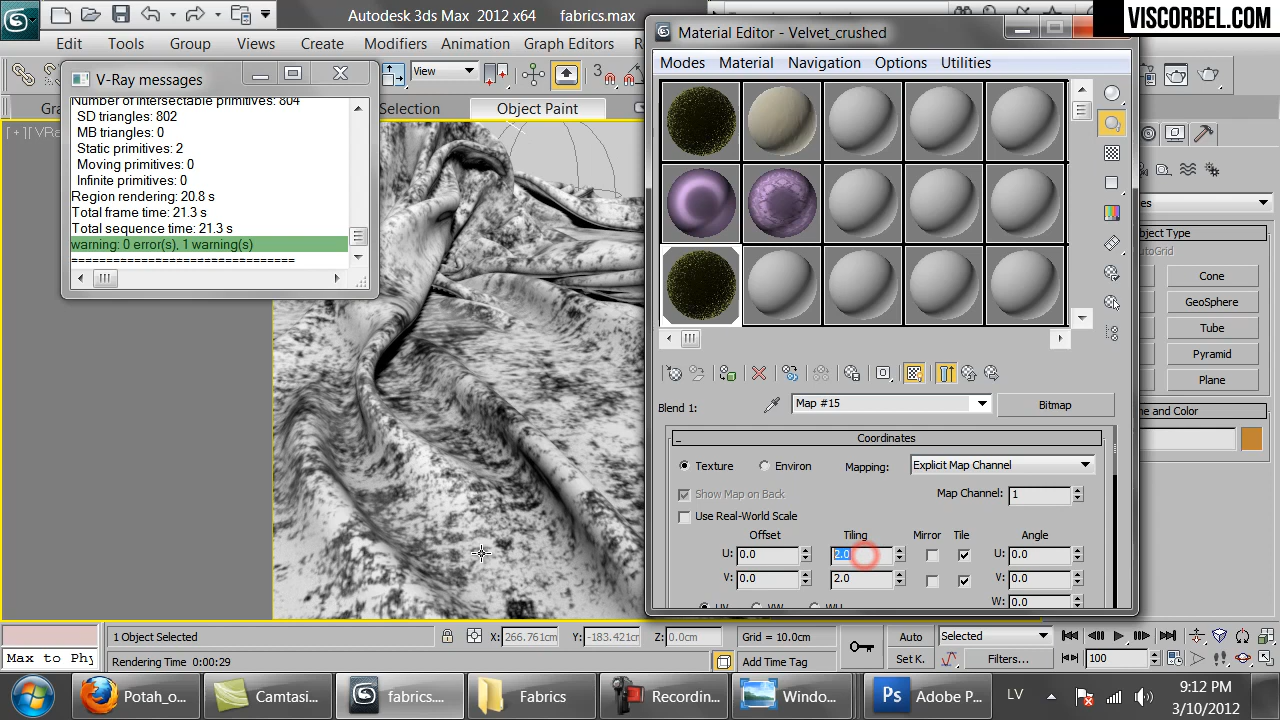 Autodesk 3ds Max 2012 x64 fabrics.max
VISCORBEL.COM
Edit Tools Group Views Create Modifiers Animation Graph Editors
View
3
Selection Object Paint
V-Ray messages
Number of intersectable primitives: 804
SD triangles: 802
MB triangles: 0
Static primitives: 2
Moving primitives: 0
Infinite primitives: 0
Region rendering: 20.8 s
Total frame time: 21.3 s
Total sequence time: 21.3 s
warning: 0 error(s), 1 warning(s)
==============================
Material Editor - Velvet_crushed
Modes Material Navigation Options Utilities
Blend 1: Map #15 Bitmap
Coordinates
Texture Environ Mapping: Explicit Map Channel
Show Map on Back Map Channel: 1
Use Real-World Scale
Offset Tiling Mirror Tile Angle
U: 0.0 2.0 U: 0.0
V: 0.0 2.0 V: 0.0
UV VW WU W: 0.0
Object Type
AutoGrid
Cone
GeoSphere
Tube
Pyramid
Plane
Name and Color
1 Object Selected X: 266.761cm Y: -183.421cm Z: 0.0cm Grid = 10.0cm Auto Selected
Max to Phy Rendering Time 0:00:29 Add Time Tag Set K. Filters... 100
Potah_o... Camtasi... fabrics.... Fabrics Recordin... Windo... Adobe P... LV 9:12 PM
3/10/2012